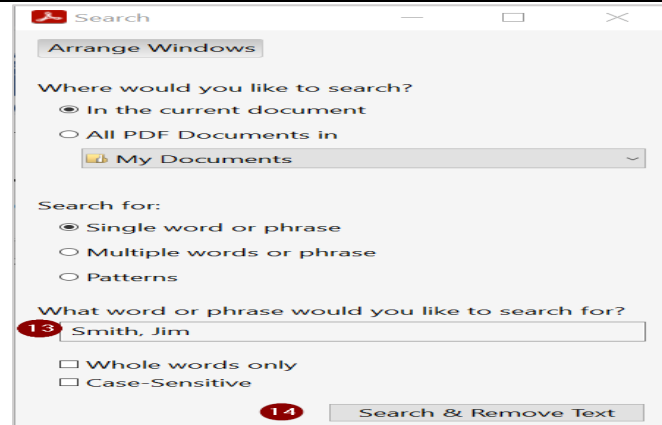 Search
Arrange Windows
Where would you like to search?
In the current document
All PDF Documents in
My Documents
Search for:
Single word or phrase
Multiple words or phrase
Patterns
What word or phrase would you like to search for?
13 Smith, Jim
Whole words only
Case-Sensitive
14 Search & Remove Text